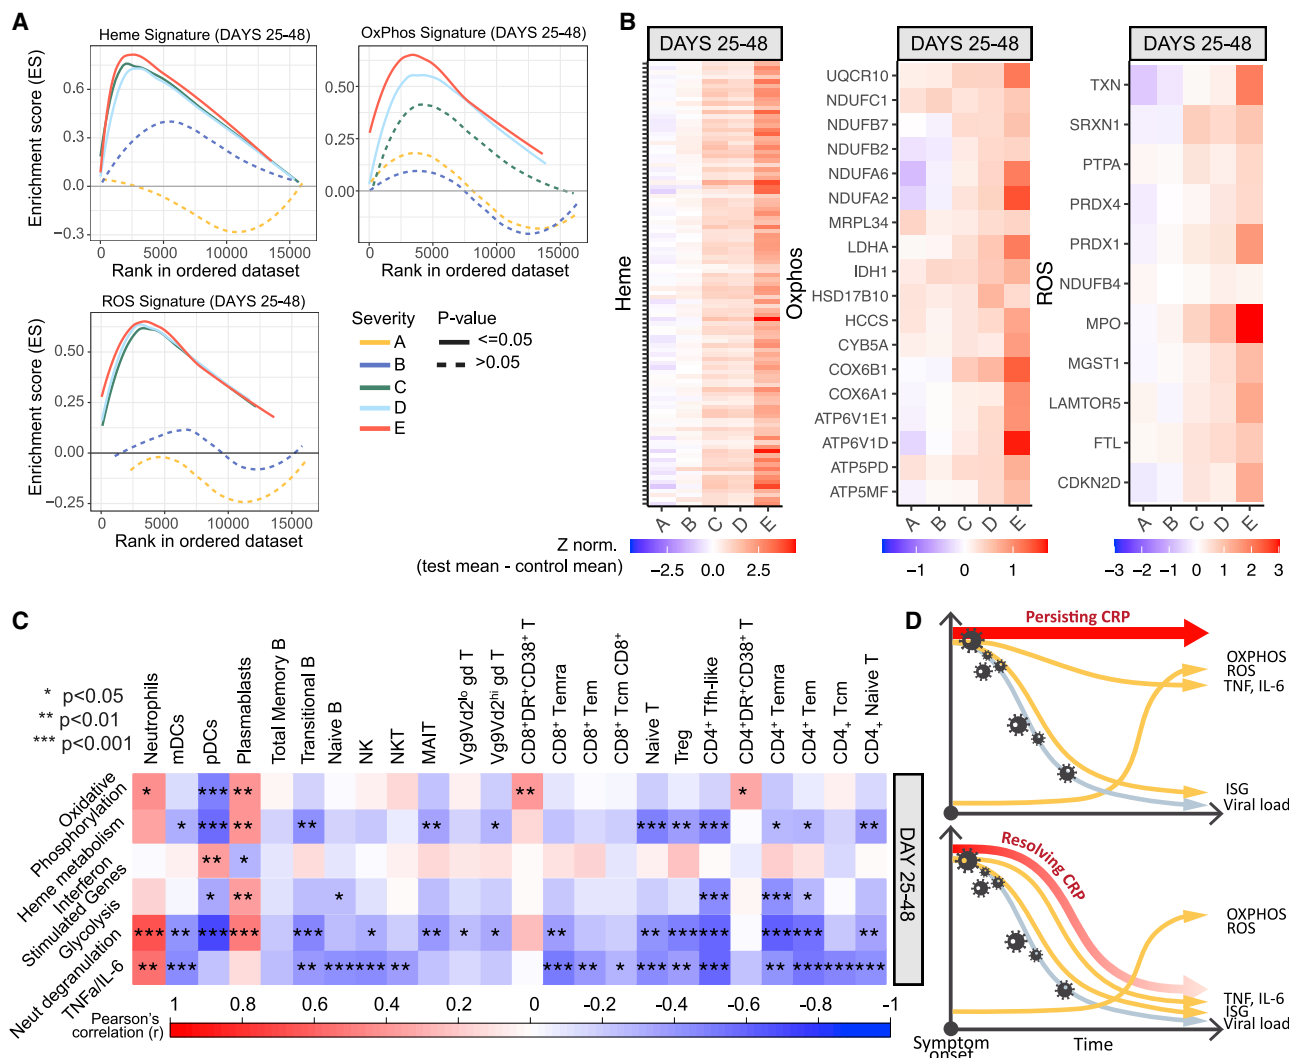 A
Heme Signature (DAYS 25-48)
Enrichment score (ES)
0.6
0.3
0.0
−0.3
0
5000
10000
15000
Rank in ordered dataset
OxPhos Signature (DAYS 25-48)
0.50
0.25
0.00
0
5000
10000
15000
Rank in ordered dataset
ROS Signature (DAYS 25-48)
Enrichment score (ES)
0.50
0.25
0.00
−0.25
0
5000
10000
15000
Rank in ordered dataset
Severity
A
B
C
D
E
P-value
<=0.05
>0.05
B
DAYS 25-48
Heme
A B C D E
Z norm.
(test mean - control mean)
−2.5 0.0 2.5
DAYS 25-48
Oxphos
UQCR10
NDUFC1
NDUFB7
NDUFB2
NDUFA6
NDUFA2
MRPL34
LDHA
IDH1
HSD17B10
HCCS
CYB5A
COX6B1
COX6A1
ATP6V1E1
ATP6V1D
ATP5PD
ATP5MF
A B C D E
−1 0 1
DAYS 25-48
ROS
TXN
SRXN1
PTPA
PRDX4
PRDX1
NDUFB4
MPO
MGST1
LAMTOR5
FTL
CDKN2D
A B C D E
−3 −2 −1 0 1 2 3
C
* p<0.05
** p<0.01
*** p<0.001
Neutrophils
mDCs
pDCs
Plasmablasts
Total Memory B
Transitional B
Naive B
NK
NKT
MAIT
Vg9Vd2lo gd T
Vg9Vd2hi gd T
CD8+DR+CD38+ T
CD8+ Temra
CD8+ Tem
CD8+ Tcm CD8+
Naive T
Treg
CD4+ Tfh-like
CD4+DR+CD38+ T
CD4+ Temra
CD4+ Tem
CD4+ Tcm
CD4+ Naive T
Oxidative
Phosphorylation
Heme metabolism
Interferon
Stimulated Genes
Glycolysis
Neut degranulation
TNFa/IL-6
* *** ** ** *
* *** ** ** ** * *** ** *** * * **
** *
* ** * *** *** *
*** ** *** *** *** * ** * * ** ** *** *** *** *** **
** *** ** *** *** ** *** ** * *** ** *** ** *** *** ***
DAY 25-48
Pearson's
correlation (r)
1 0.8 0.6 0.4 0.2 0 -0.2 -0.4 -0.6 -0.8 -1
D
Persisting CRP
OXPHOS
ROS
TNF, IL-6
ISG
Viral load
Resolving CRP
OXPHOS
ROS
TNF, IL-6
ISG
Viral load
Symptom
onset
Time